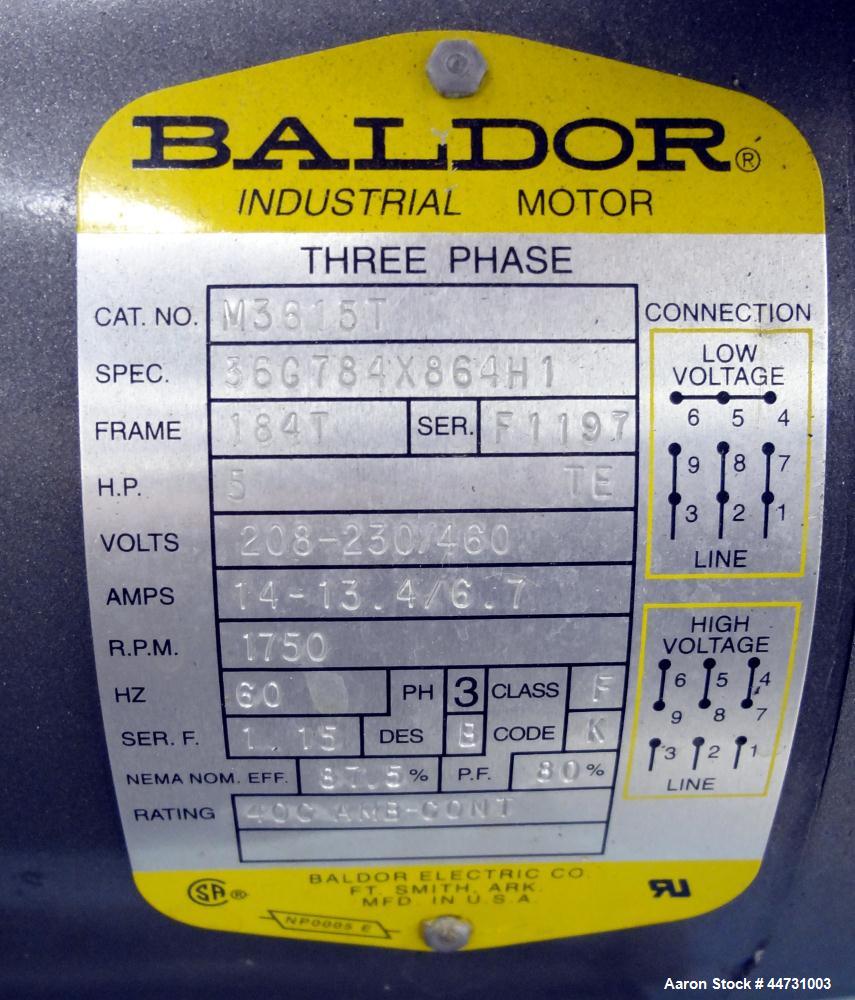 BALDOR®
INDUSTRIAL MOTOR
THREE PHASE
CAT. NO. M3615T
SPEC. 36G784X864H1
FRAME 184T SER. F1197
H.P. 5 TE
VOLTS 208-230/460
AMPS 14-13.4/6.7
R.P.M. 1750
HZ 60 PH 3 CLASS F
SER. F. 1.15 DES B CODE K
NEMA NOM. EFF. 87.5% P.F. 80%
RATING 40C AMB-CONT
CONNECTION
LOW
VOLTAGE
6 5 4
9 8 7
3 2 1
LINE
HIGH
VOLTAGE
6 5 4
9 8 7
3 2 1
LINE
SA ®
BALDOR ELECTRIC CO.
FT. SMITH, ARK.
MFD. IN U.S.A.
NP0005 E
RU
Aaron Stock # 44731003